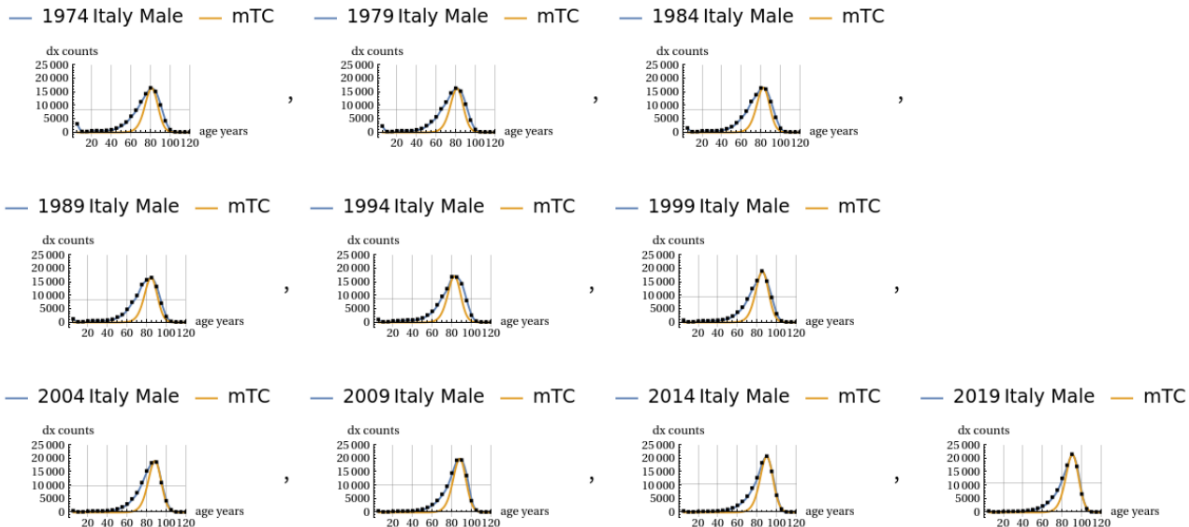 1974 Italy Male mTC 1979 Italy Male mTC 1984 Italy Male mTC
dx counts dx counts dx counts
25 000 25 000 25 000
20 000 20 000 20 000
15 000 15 000 15 000
10 000 10 000 10 000
5000 5000 5000
0 age years , 0 age years , 0 age years ,
20 40 60 80 100 120 20 40 60 80 100 120 20 40 60 80 100 120
1989 Italy Male mTC 1994 Italy Male mTC 1999 Italy Male mTC
dx counts dx counts dx counts
25 000 25 000 25 000
20 000 20 000 20 000
15 000 15 000 15 000
10 000 10 000 10 000
5000 5000 5000
0 age years , 0 age years , 0 age years ,
20 40 60 80 100 120 20 40 60 80 100 120 20 40 60 80 100 120
2004 Italy Male mTC 2009 Italy Male mTC 2014 Italy Male mTC 2019 Italy Male mTC
dx counts dx counts dx counts dx counts
25 000 25 000 25 000 25 000
20 000 20 000 20 000 20 000
15 000 15 000 15 000 15 000
10 000 10 000 10 000 10 000
5000 5000 5000 5000
0 age years , 0 age years , 0 age years , 0 age years
20 40 60 80 100 120 20 40 60 80 100 120 20 40 60 80 100 120 20 40 60 80 100 120